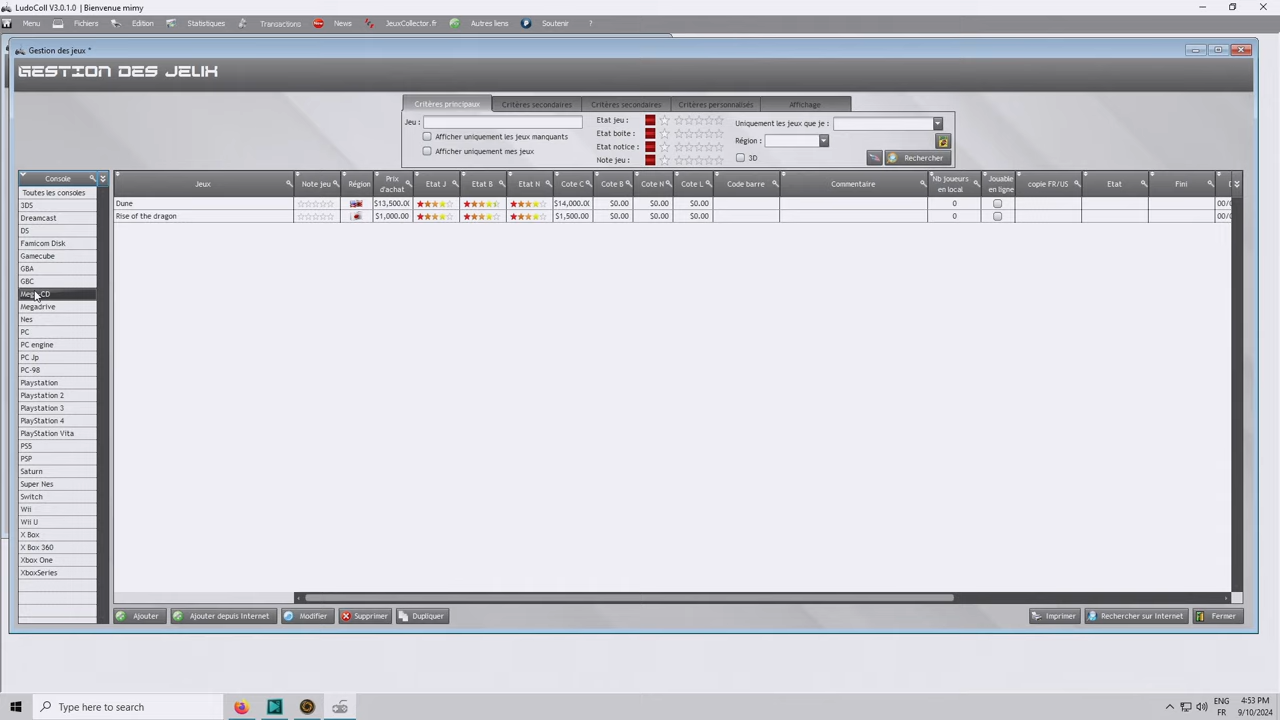 LudoColl V3.0.1.0 | Bienvenue mimy
Menu Fichiers Edition Statistiques Transactions News JeuxCollector.fr Autres liens Soutenir ?
Gestion des jeux *
GESTION DES JEUX
Critères principaux Critères secondaires Critères secondaires Critères personnalisés Affichage
Jeu :
Afficher uniquement les jeux manquants
Afficher uniquement mes jeux
Etat jeu :
Etat boite :
Etat notice :
Note jeu :
Uniquement les jeux que je :
Région :
3D
Rechercher
Console
Toutes les consoles
3DS
Dreamcast
DS
Famicom Disk
Gamecube
GBA
GBC
Mega CD
Megadrive
Nes
PC
PC engine
PC Jp
PC-98
Playstation
Playstation 2
Playstation 3
PlayStation 4
PlayStation Vita
PS5
PSP
Saturn
Super Nes
Switch
Wii
Wii U
X Box
X Box 360
Xbox One
XboxSeries
Jeux Note jeu Région Prix d'achat Etat J Etat B Etat N Cote C Cote B Cote N Cote L Code barre Commentaire Nb joueurs en local Jouable en ligne copie FR/US Etat Fini
Dune $13,500.0 $14,000.0 $0.00 $0.00 $0.00 0 00/0
Rise of the dragon $1,000.00 $1,500.00 $0.00 $0.00 $0.00 0 00/0
Ajouter Ajouter depuis Internet Modifier Supprimer Dupliquer Imprimer Rechercher sur Internet Fermer
Type here to search
ENG
FR
4:53 PM
9/10/2024